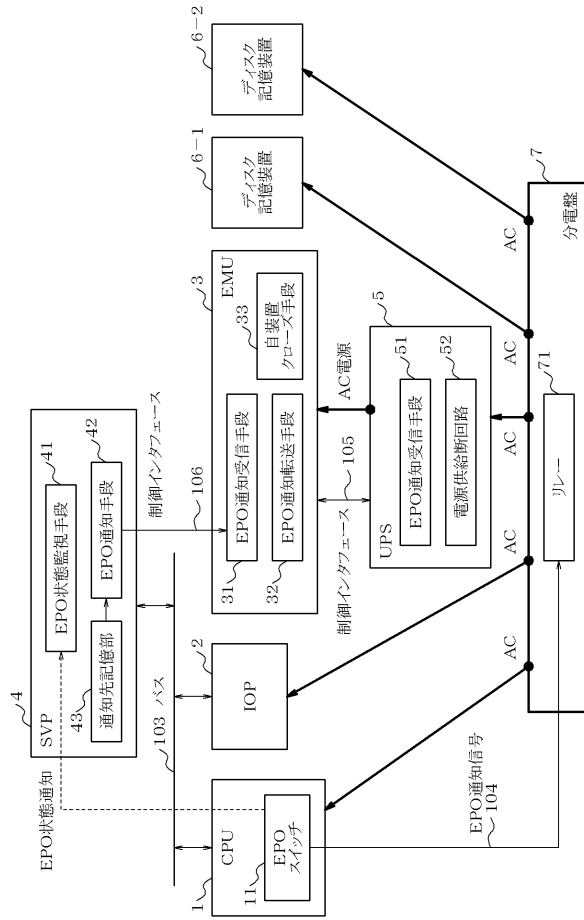 4
SVP
41
EPO状態監視手段
43
通知先記憶部
42
EPO通知手段
EPO状態通知
103 バス
制御インタフェース
106
1
CPU
11
EPO
スイッチ
2
IOP
3
EMU
31
EPO通知受信手段
32
EPO通知転送手段
33
自装置
クローズ手段
6-1
ディスク
記憶装置
6-2
ディスク
記憶装置
制御インタフェース
105
AC電源
5
UPS
51
EPO通知受信手段
52
電源供給断回路
EPO通知信号
104
AC
AC
AC
AC
AC
71
リレー
7
分電盤